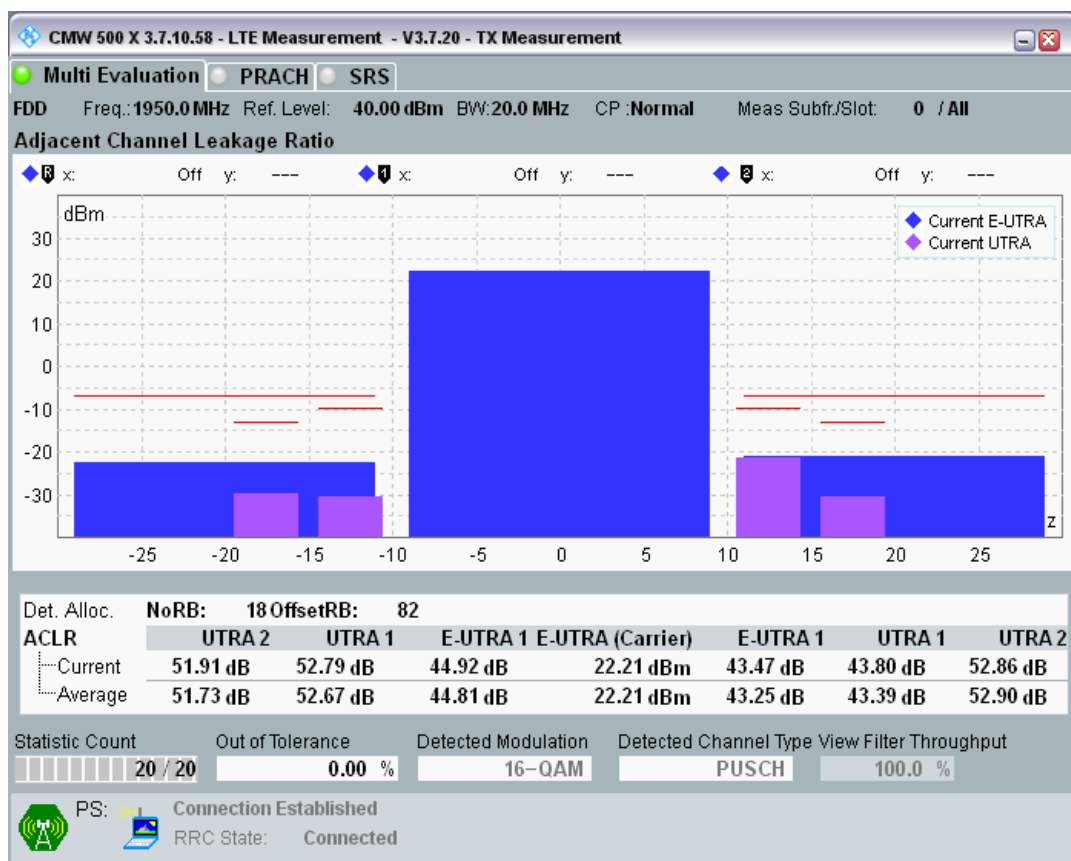 CMW 500 X 3.7.10.58 - LTE Measurement - V3.7.20 - TX Measurement
Multi Evaluation PRACH SRS
FDD Freq.: 1950.0 MHz Ref. Level: 40.00 dBm BW: 20.0 MHz CP : Normal Meas Subfr./Slot: 0 / All
Adjacent Channel Leakage Ratio
R x: Off y: --- 1 x: Off y: --- 2 x: Off y: ---
dBm
Current E-UTRA
Current UTRA
30
20
10
0
-10
-20
-30
z
-25 -20 -15 -10 -5 0 5 10 15 20 25
Det. Alloc. NoRB: 18 OffsetRB: 82
ACLR UTRA 2 UTRA 1 E-UTRA 1 E-UTRA (Carrier) E-UTRA 1 UTRA 1 UTRA 2
Current 51.91 dB 52.79 dB 44.92 dB 22.21 dBm 43.47 dB 43.80 dB 52.86 dB
Average 51.73 dB 52.67 dB 44.81 dB 22.21 dBm 43.25 dB 43.39 dB 52.90 dB
Statistic Count Out of Tolerance Detected Modulation Detected Channel Type View Filter Throughput
20 / 20 0.00 % 16-QAM PUSCH 100.0 %
PS: Connection Established
RRC State: Connected